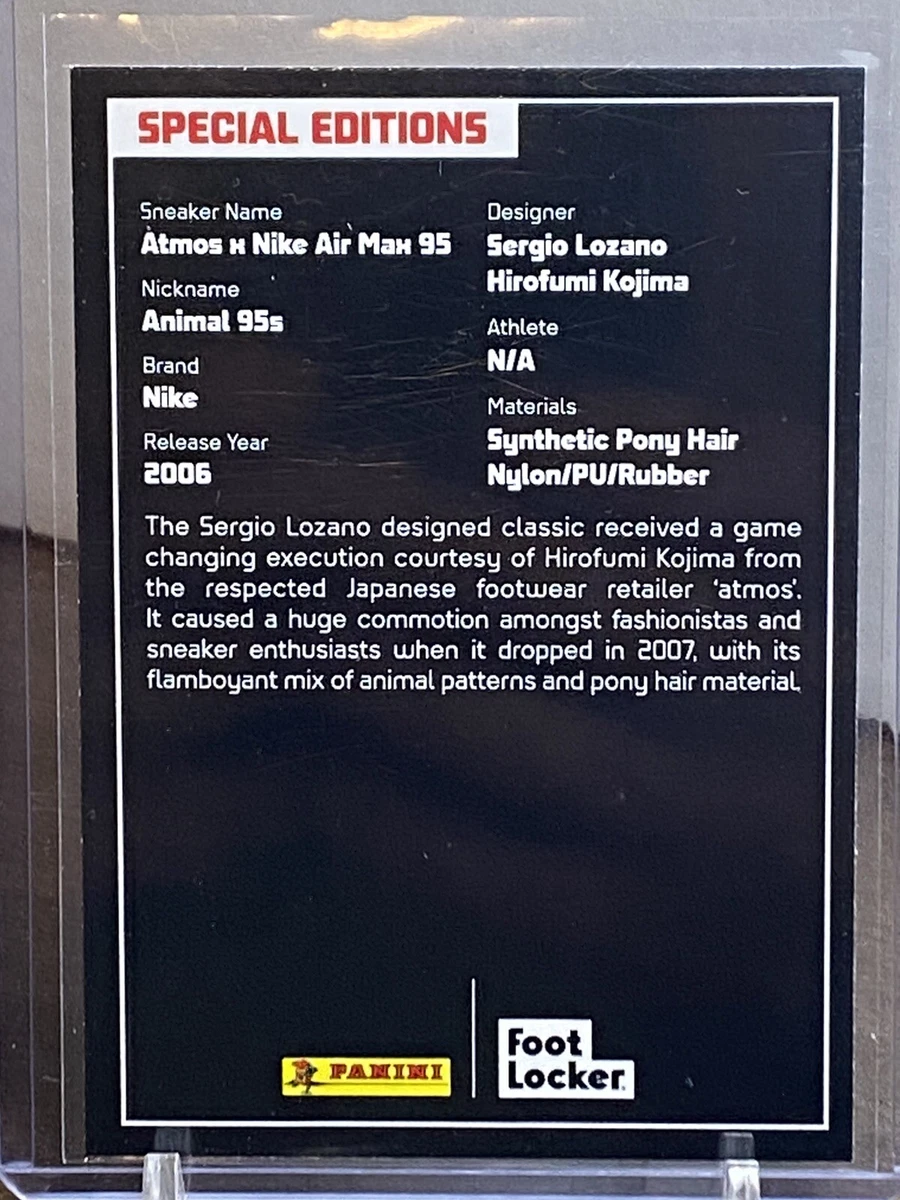 SPECIAL EDITIONS
Sneaker Name
Atmos x Nike Air Max 95
Nickname
Animal 95s
Brand
Nike
Release Year
2006
Designer
Sergio Lozano
Hirofumi Kojima
Athlete
N/A
Materials
Synthetic Pony Hair
Nylon/PU/Rubber
The Sergio Lozano designed classic received a game
changing execution courtesy of Hirofumi Kojima from
the respected Japanese footwear retailer ‘atmos’.
It caused a huge commotion amongst fashionistas and
sneaker enthusiasts when it dropped in 2007, with its
flamboyant mix of animal patterns and pony hair material.
PANINI
Foot
Locker.